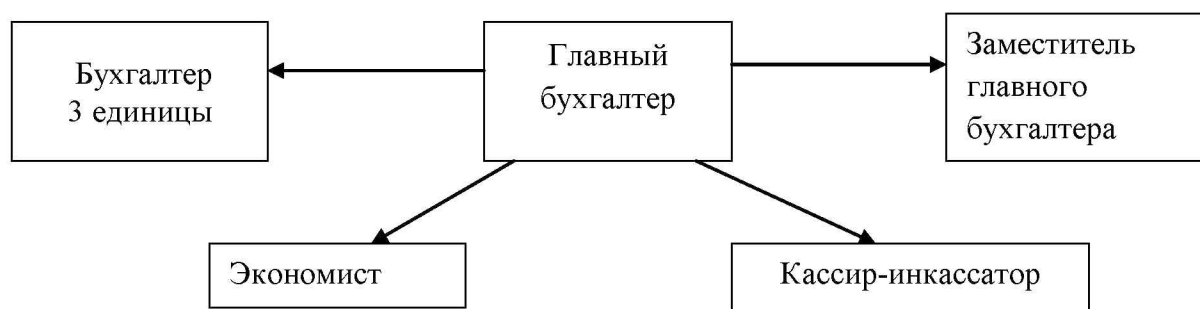 Бухгалтер
3 единицы
Главный
бухгалтер
Заместитель
главного
бухгалтера
Экономист
Кассир-инкассатор